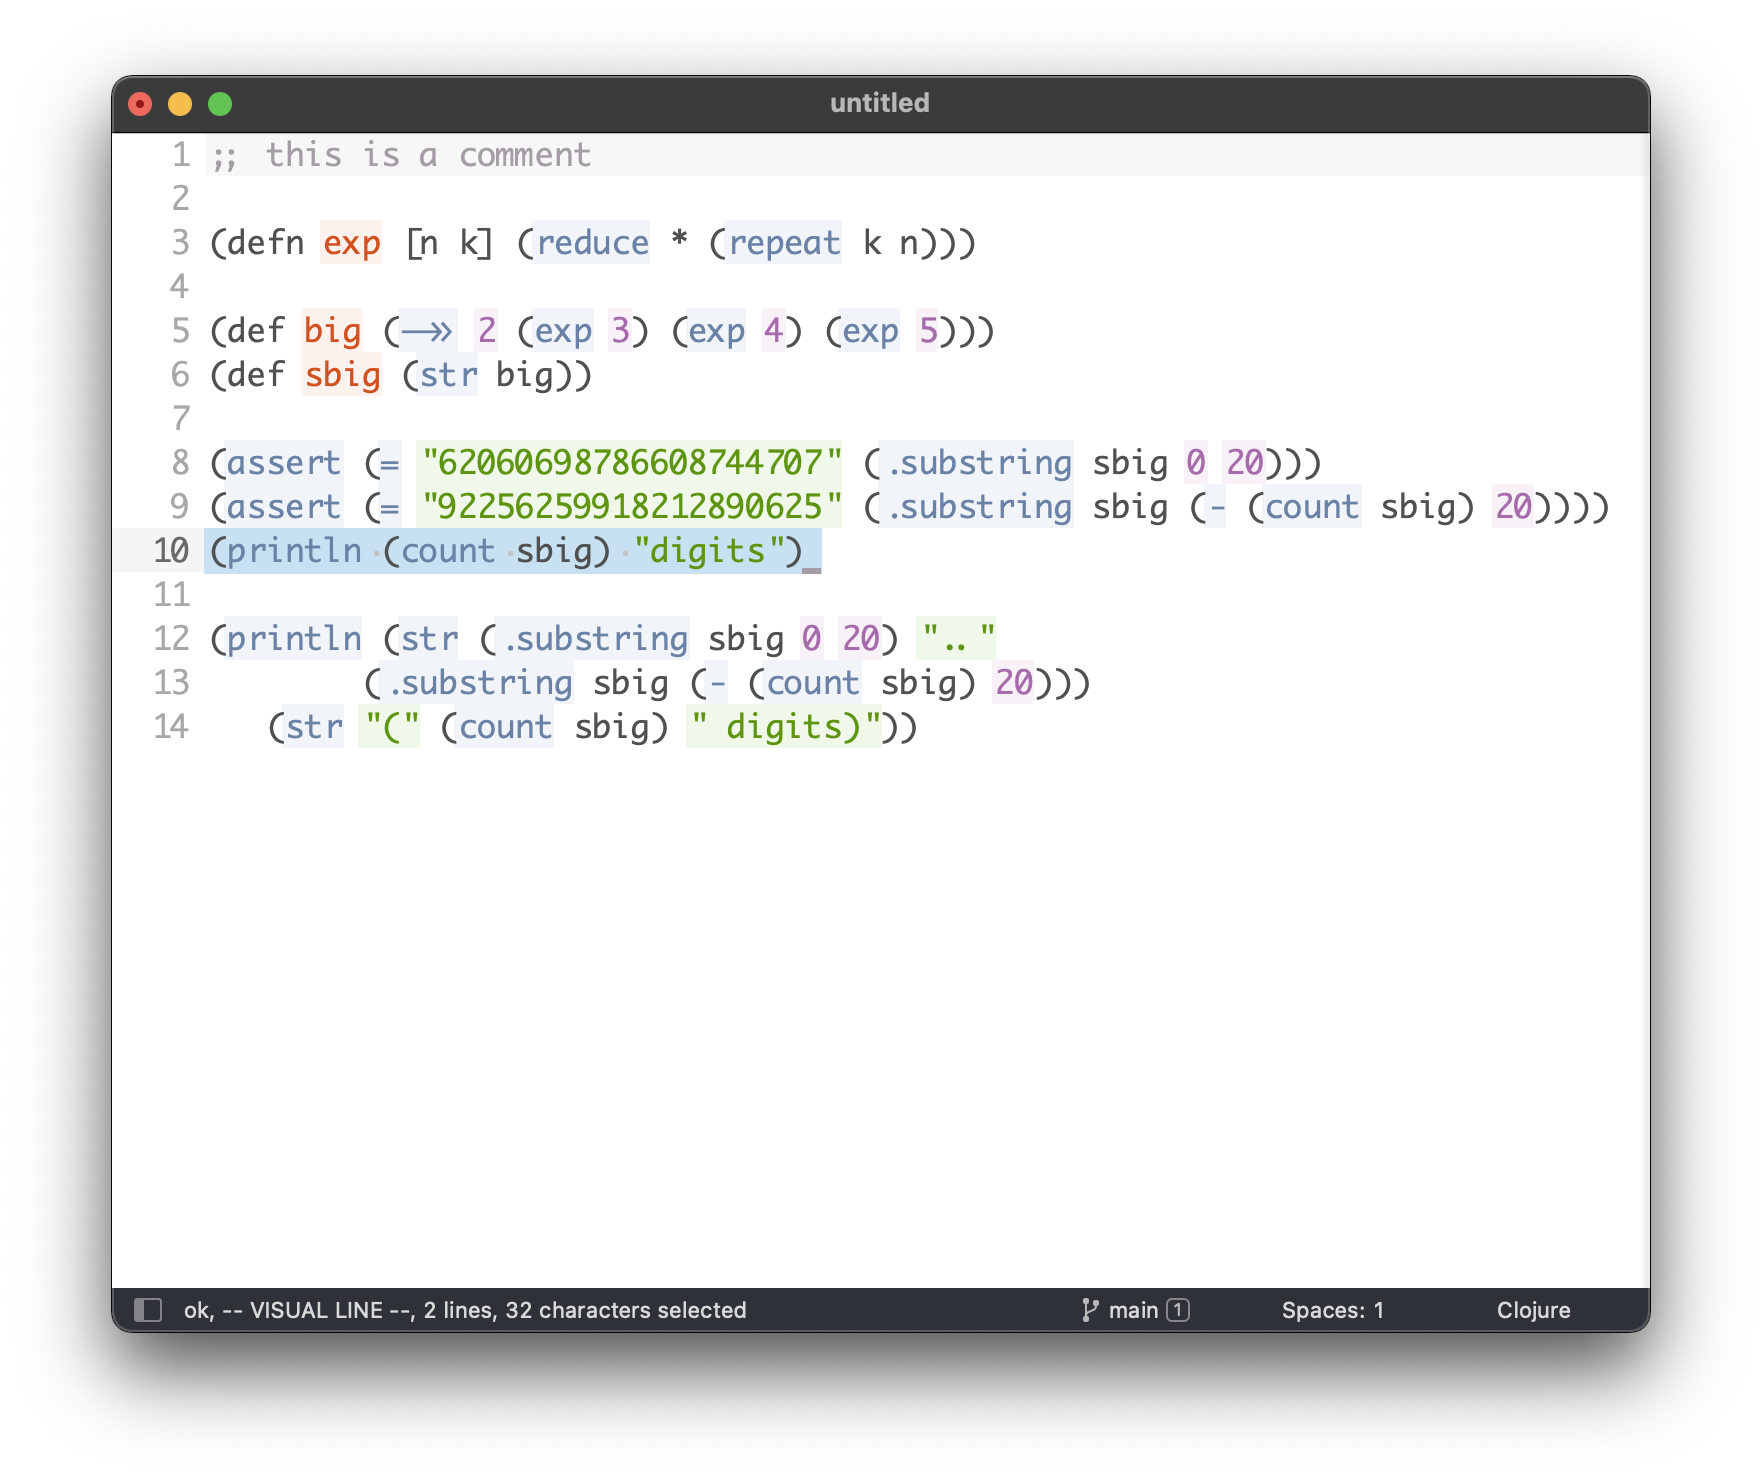 untitled
1 ;; this is a comment
2
3 (defn exp [n k] (reduce * (repeat k n)))
4
5 (def big (->> 2 (exp 3) (exp 4) (exp 5)))
6 (def sbig (str big))
7
8 (assert (= "62060698786608744707" (.substring sbig 0 20)))
9 (assert (= "92256259918212890625" (.substring sbig (- (count sbig) 20))))
10 (println (count sbig) "digits")
11
12 (println (str (.substring sbig 0 20) ".."
13         (.substring sbig (- (count sbig) 20)))
14    (str "(" (count sbig) " digits)"))
ok, -- VISUAL LINE --, 2 lines, 32 characters selected main 1 Spaces: 1 Clojure